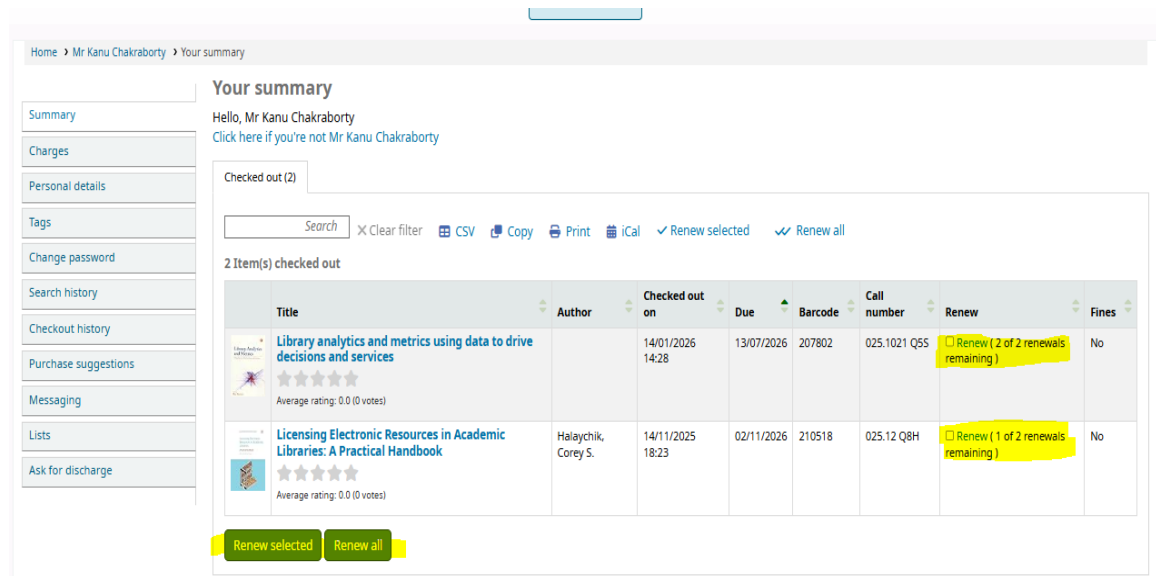 Home > Mr Kanu Chakraborty > Your summary
Your summary
Hello, Mr Kanu Chakraborty
Click here if you're not Mr Kanu Chakraborty
Summary
Charges
Personal details
Tags
Change password
Search history
Checkout history
Purchase suggestions
Messaging
Lists
Ask for discharge
Checked out (2)
Search Clear filter CSV Copy Print iCal Renew selected Renew all
2 Item(s) checked out
Title Author Checked out on Due Barcode Call number Renew Fines
Library analytics and metrics using data to drive
decisions and services
14/01/2026
14:28
13/07/2026 207802 025.1021 Q5S
Renew ( 2 of 2 renewals
remaining )
No
Average rating: 0.0 (0 votes)
Licensing Electronic Resources in Academic
Libraries: A Practical Handbook
Halaychik,
Corey S.
14/11/2025
18:23
02/11/2026 210518 025.12 Q8H
Renew ( 1 of 2 renewals
remaining )
No
Average rating: 0.0 (0 votes)
Renew selected Renew all